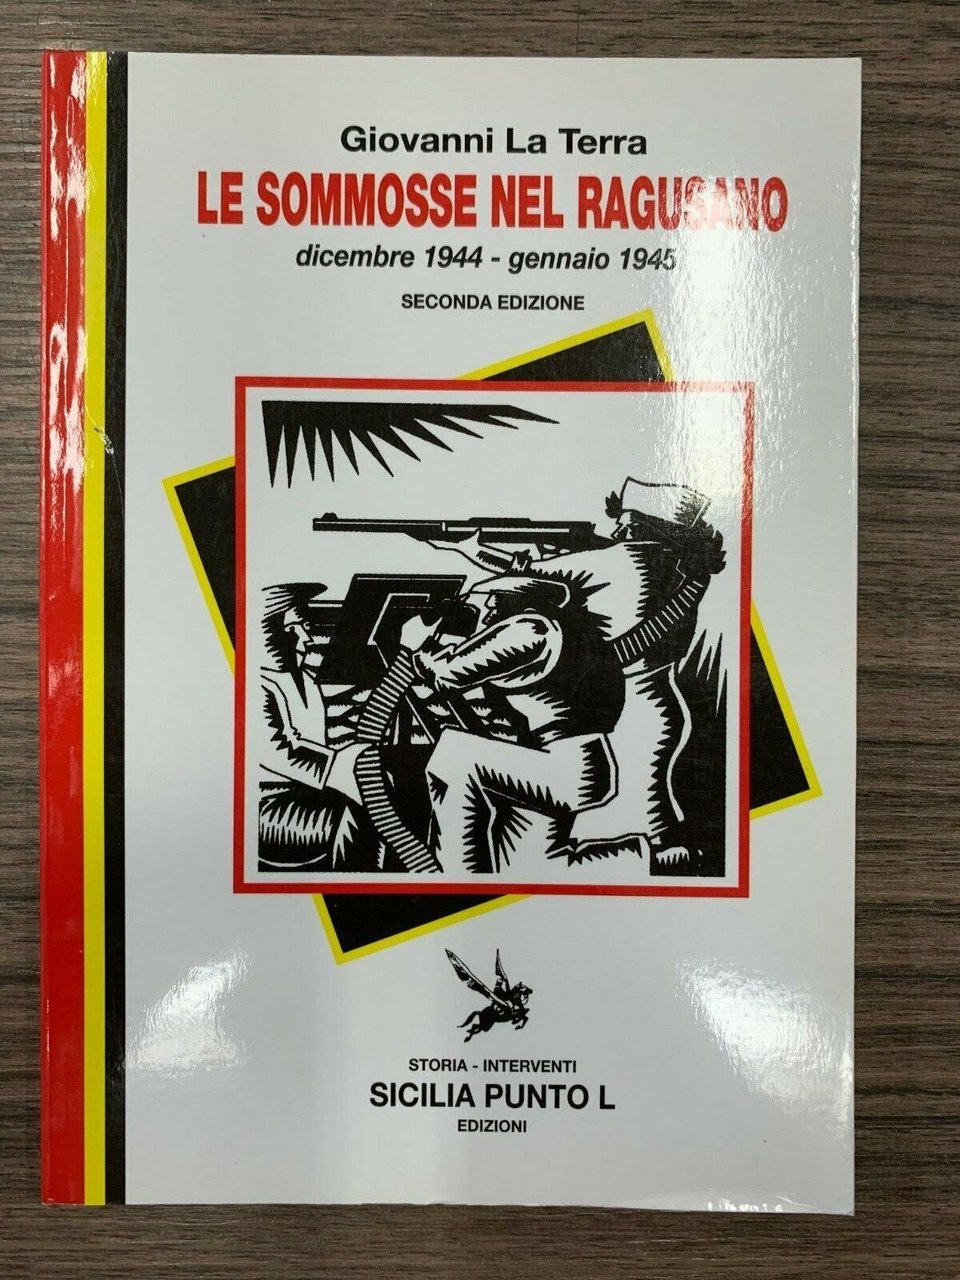 Giovanni La Terra
LE SOMMOSSE NEL RAGUSANO
dicembre 1944 - gennaio 1945
SECONDA EDIZIONE
STORIA - INTERVENTI
SICILIA PUNTO L
EDIZIONI